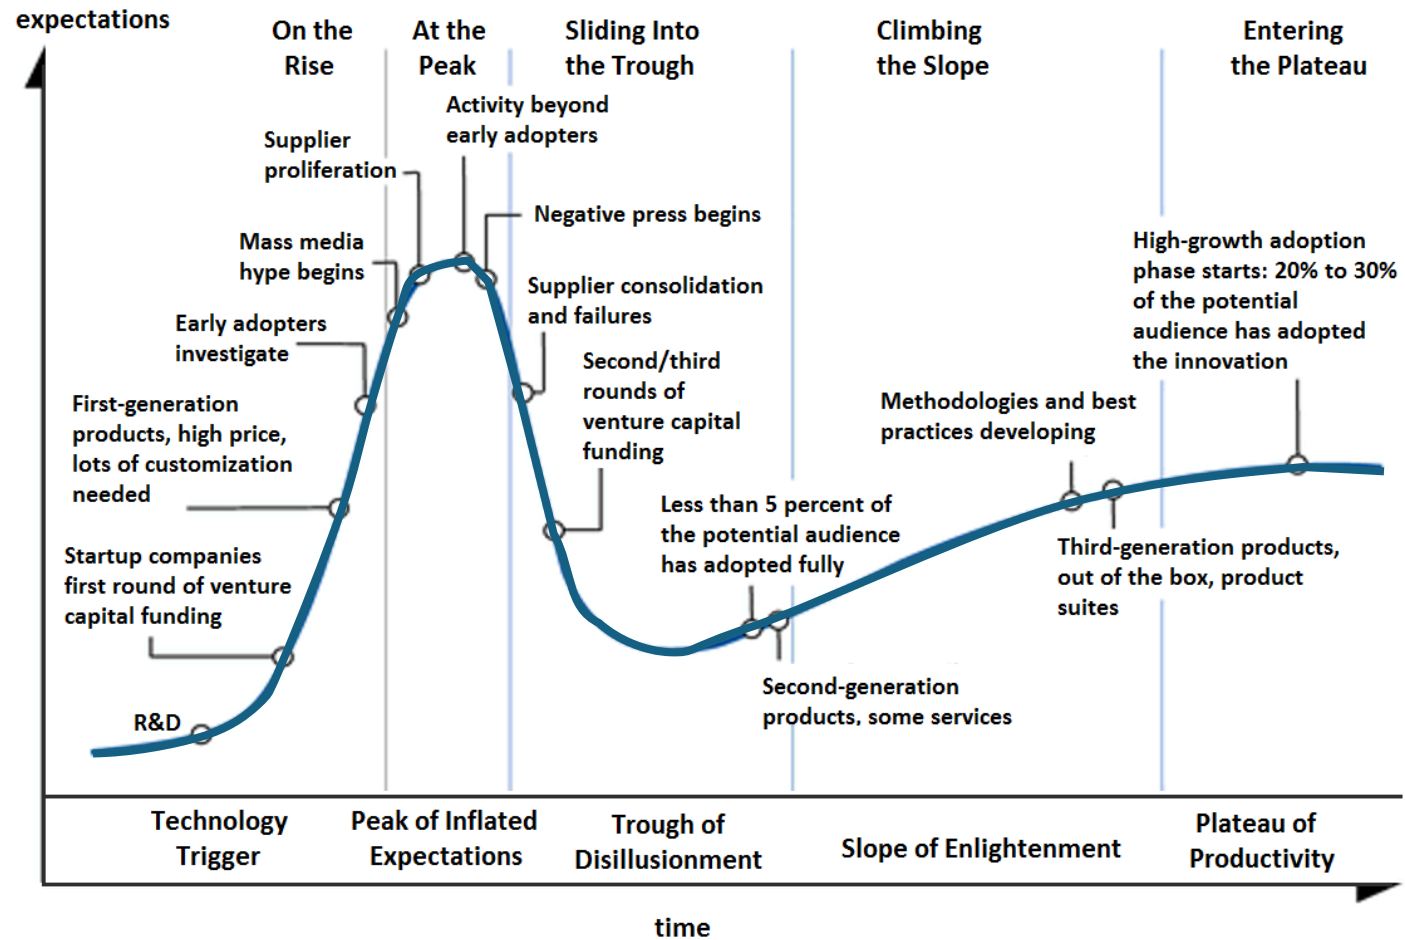 expectations
On the
Rise
At the
Peak
Sliding Into
the Trough
Climbing
the Slope
Entering
the Plateau
Activity beyond
early adopters
Supplier
proliferation
Negative press begins
Mass media
hype begins
High-growth adoption
phase starts: 20% to 30%
of the potential
audience has adopted
the innovation
Supplier consolidation
and failures
Early adopters
investigate
Second/third
rounds of
venture capital
funding
First-generation
products, high price,
lots of customization
needed
Methodologies and best
practices developing
Less than 5 percent of
the potential audience
has adopted fully
Startup companies
first round of venture
capital funding
Third-generation products,
out of the box, product
suites
Second-generation
products, some services
R&D
Technology
Trigger
Peak of Inflated
Expectations
Trough of
Disillusionment
Slope of Enlightenment
Plateau of
Productivity
time